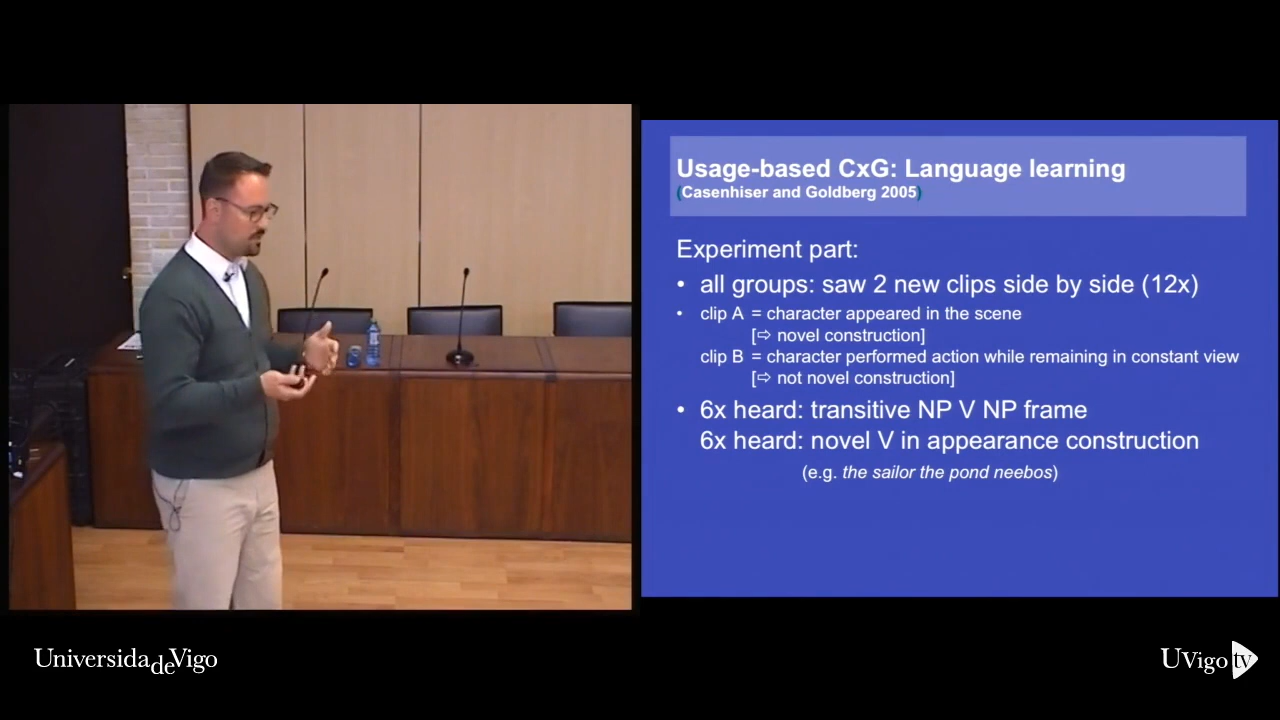 Usage-based CxG: Language learning
(Casenhiser and Goldberg 2005)
Experiment part:
• all groups: saw 2 new clips side by side (12x)
• clip A = character appeared in the scene
[⇨ novel construction]
clip B = character performed action while remaining in constant view
[⇨ not novel construction]
• 6x heard: transitive NP V NP frame
6x heard: novel V in appearance construction
(e.g. the sailor the pond neebos)
UniversidadeVigo
UVigo tv